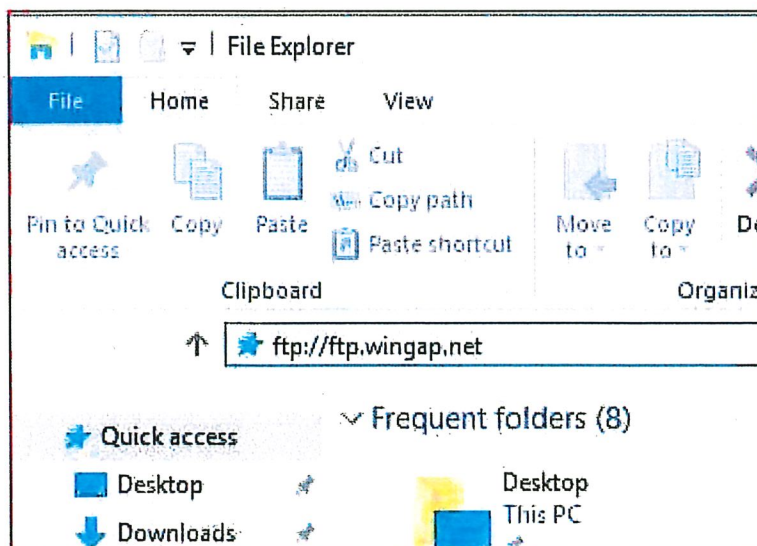 File Explorer
File Home Share View
Pin to Quick access
Copy
Paste
Cut
Copy path
Paste shortcut
Move to
Copy to
Clipboard
ftp://ftp.wingap.net
Quick access
Frequent folders (8)
Desktop
Desktop
This PC
Downloads